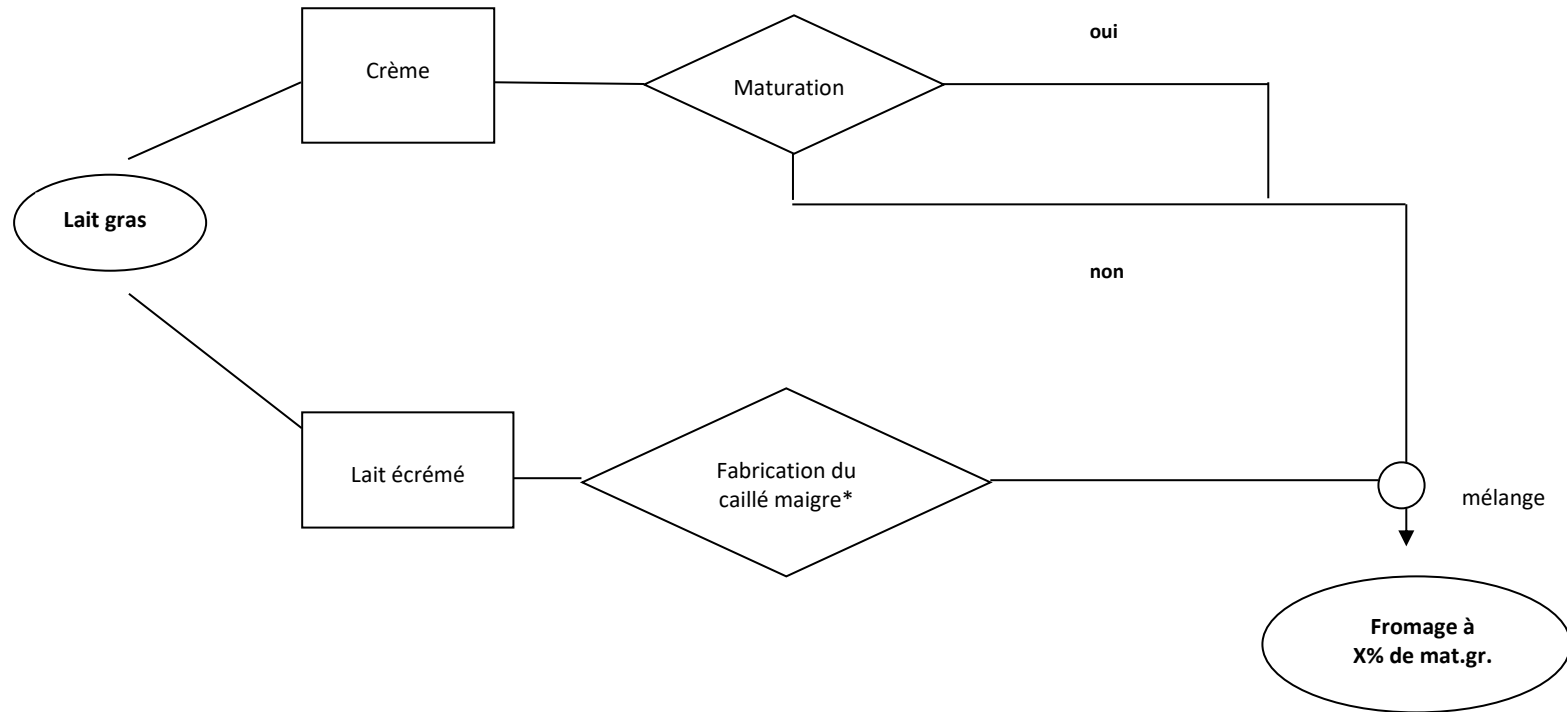 oui
Crème
Maturation
Lait gras
non
Lait écrémé
Fabrication du
caillé maigre*
mélange
Fromage à
X% de mat.gr.